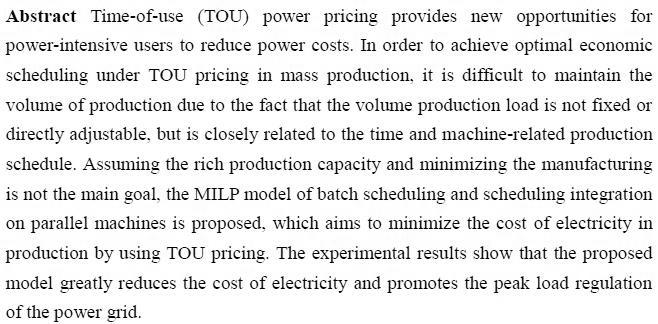 Abstract Time-of-use (TOU) power pricing provides new opportunities for
power-intensive users to reduce power costs. In order to achieve optimal economic
scheduling under TOU pricing in mass production, it is difficult to maintain the
volume of production due to the fact that the volume production load is not fixed or
directly adjustable, but is closely related to the time and machine-related production
schedule. Assuming the rich production capacity and minimizing the manufacturing
is not the main goal, the MILP model of batch scheduling and scheduling integration
on parallel machines is proposed, which aims to minimize the cost of electricity in
production by using TOU pricing. The experimental results show that the proposed
model greatly reduces the cost of electricity and promotes the peak load regulation
of the power grid.